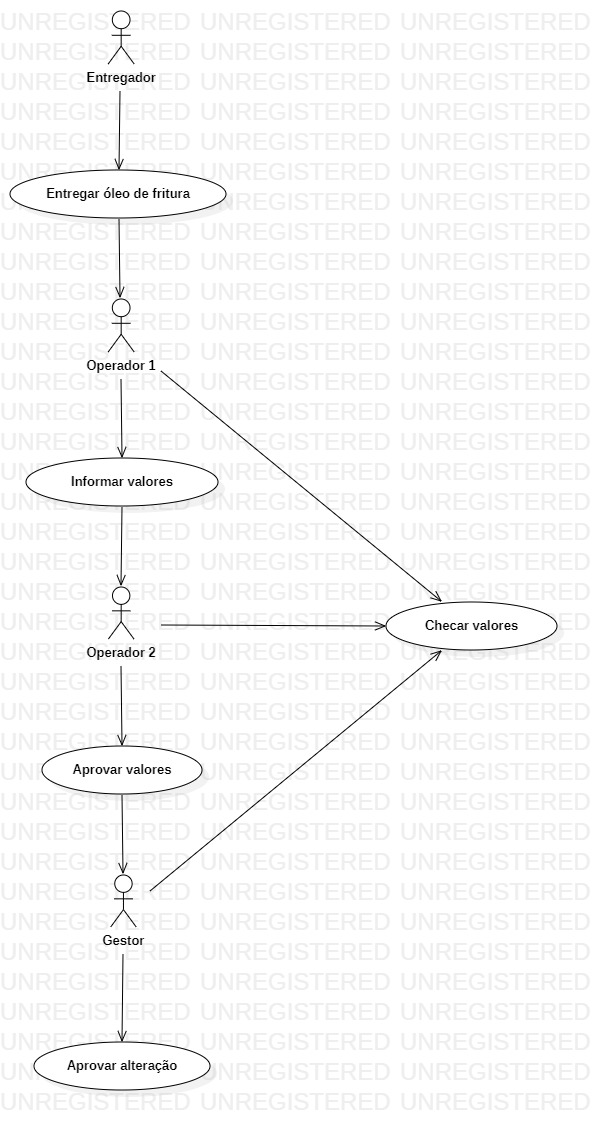 UNREGISTERED UNREGISTERED UNREGISTERED
Entregador
Entregar óleo de fritura
Operador 1
Informar valores
Operador 2
Checar valores
Aprovar valores
Gestor
Aprovar alteração